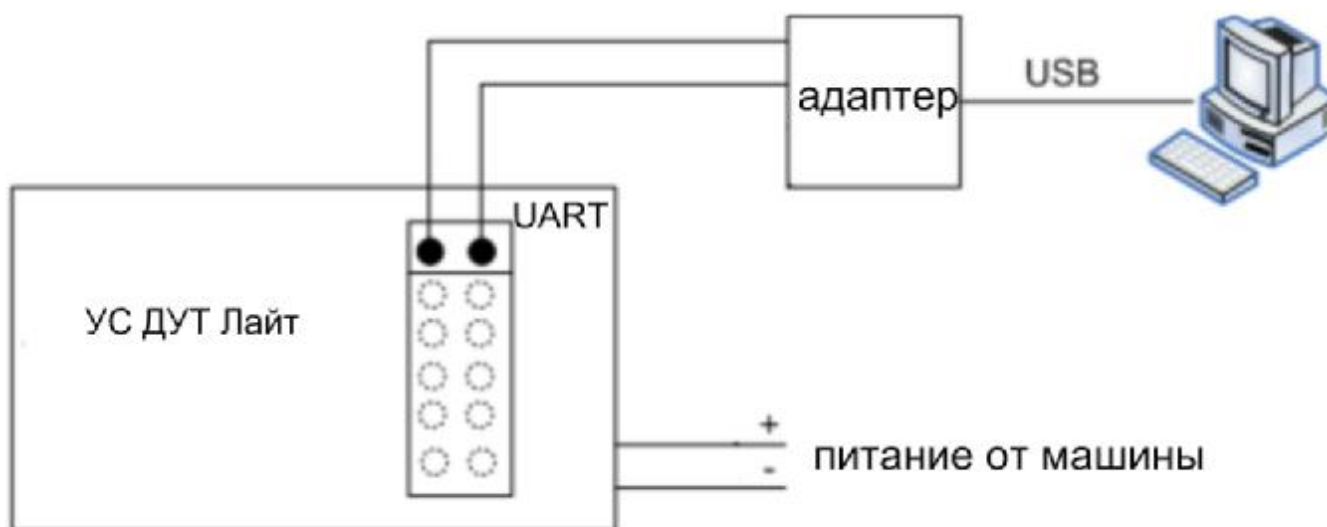 USB
адаптер
UART
УС ДУТ Лайт
+
питание от машины
-